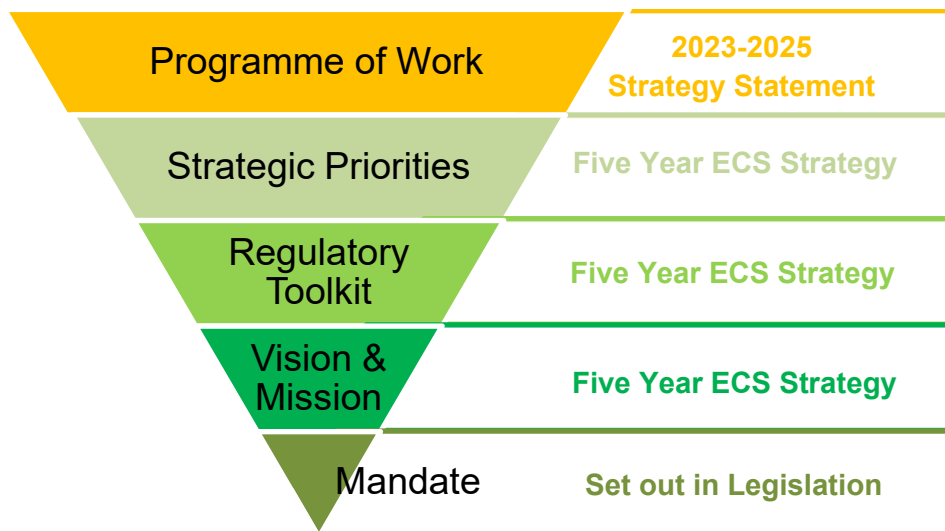 Programme of Work
2023-2025
Strategy Statement
Strategic Priorities
Five Year ECS Strategy
Regulatory
Toolkit
Five Year ECS Strategy
Vision &
Mission
Five Year ECS Strategy
Mandate
Set out in Legislation